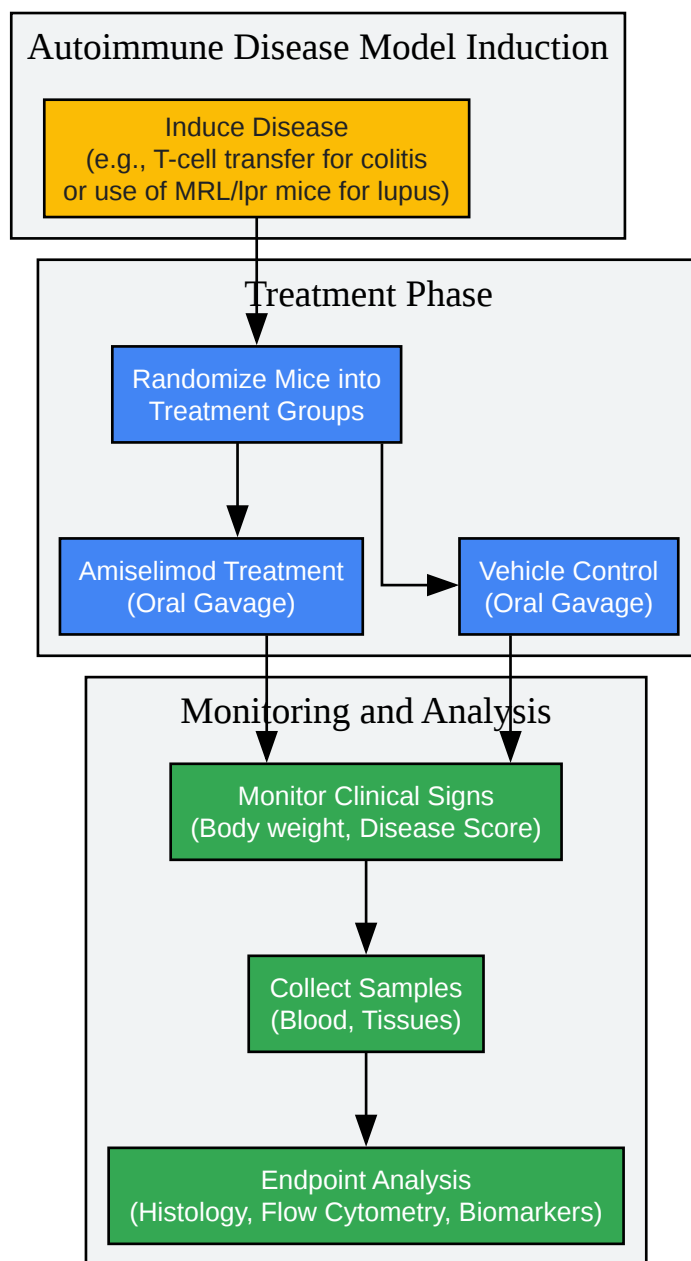 Autoimmune Disease Model Induction
Induce Disease
(e.g., T-cell transfer for colitis
or use of MRL/lpr mice for lupus)
Treatment Phase
Randomize Mice into
Treatment Groups
Amiselimod Treatment
(Oral Gavage)
Vehicle Control
(Oral Gavage)
Monitoring and Analysis
Monitor Clinical Signs
(Body weight, Disease Score)
Collect Samples
(Blood, Tissues)
Endpoint Analysis
(Histology, Flow Cytometry, Biomarkers)